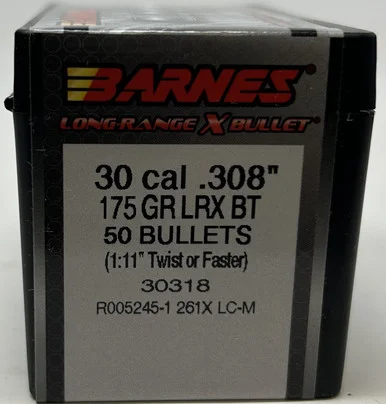 BARNES
LONG-RANGE X BULLET
30 cal .308"
175 GR LRX BT
50 BULLETS
(1:11" Twist or Faster)
30318
R005245-1 261X LC-M